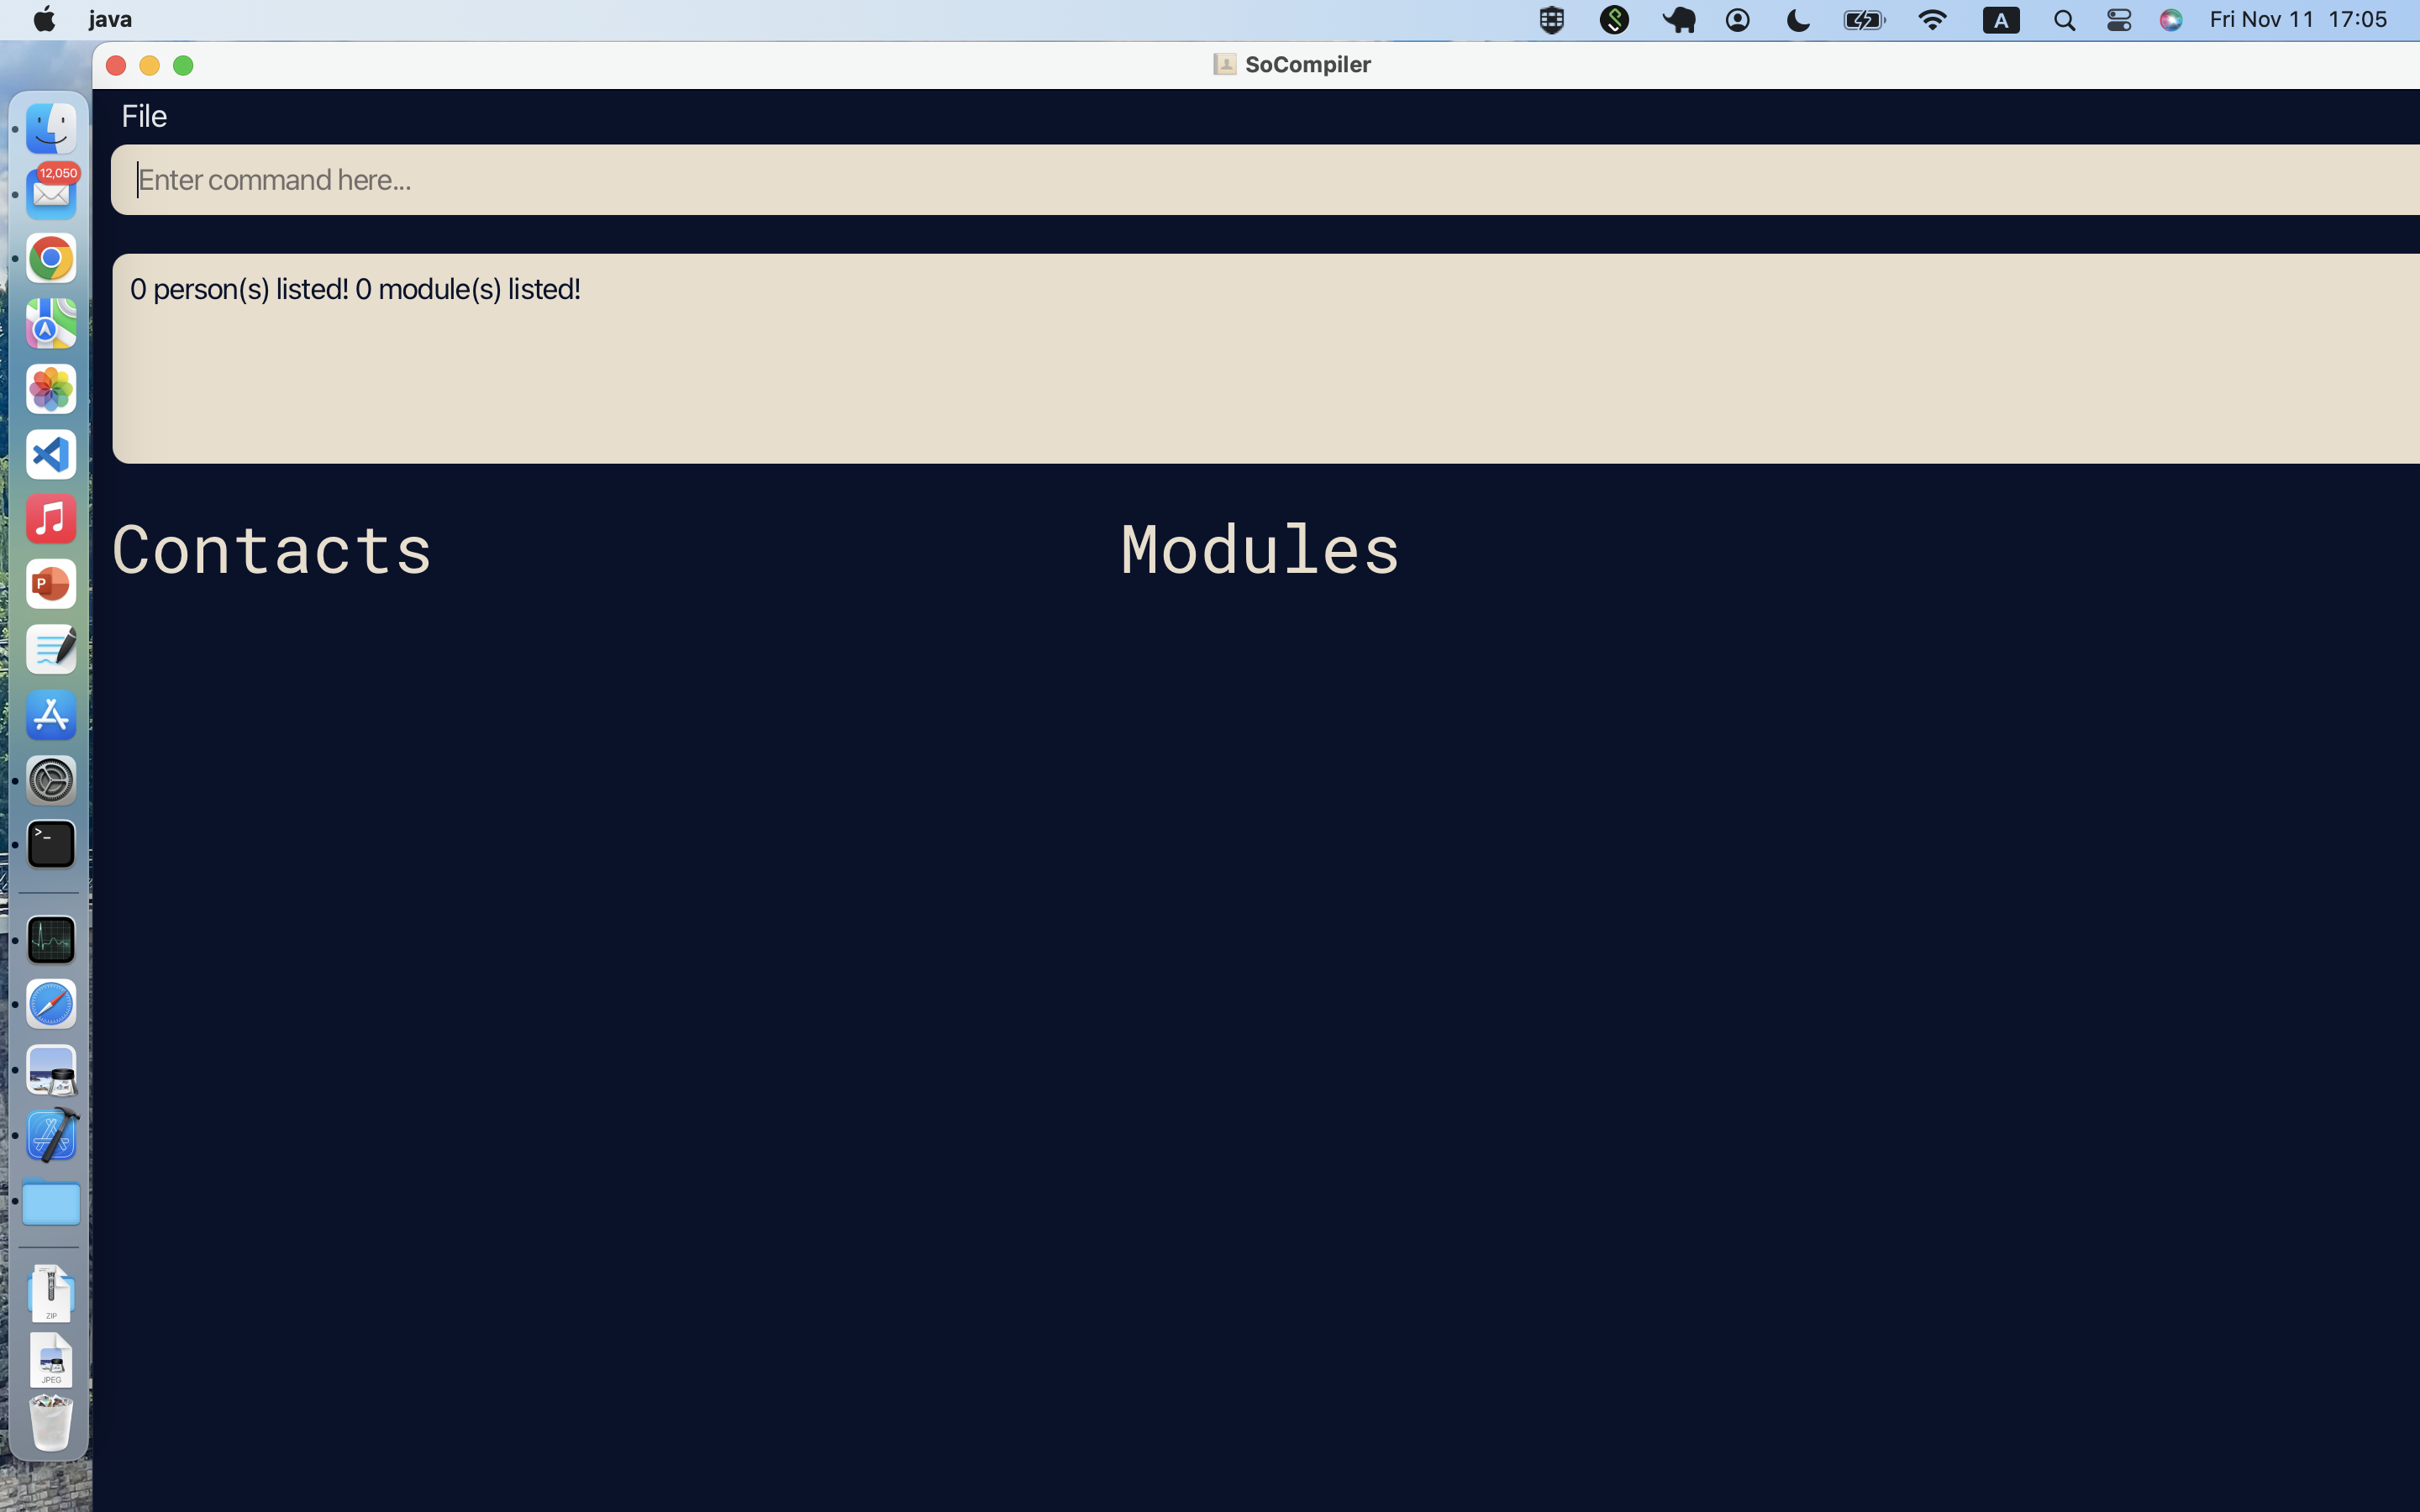 java
A
Fri Nov 11 17:05
SoCompiler
File
12,050
Enter command here...
0 person(s) listed! 0 module(s) listed!
Contacts
Modules
P
>_
ZIP
JPEG